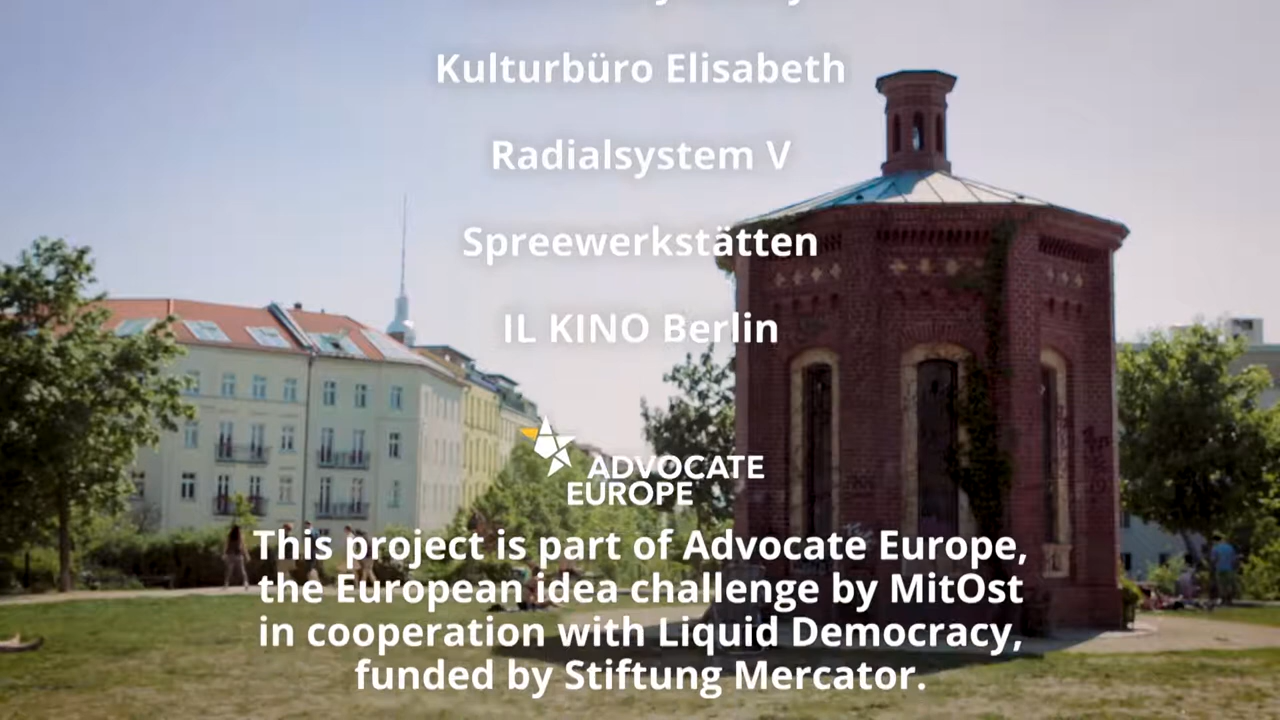 Kulturbüro Elisabeth
Radialsystem V
Spreewerkstätten
IL KINO Berlin
ADVOCATE
EUROPE
This project is part of Advocate Europe,
the European idea challenge by MitOst
in cooperation with Liquid Democracy,
funded by Stiftung Mercator.